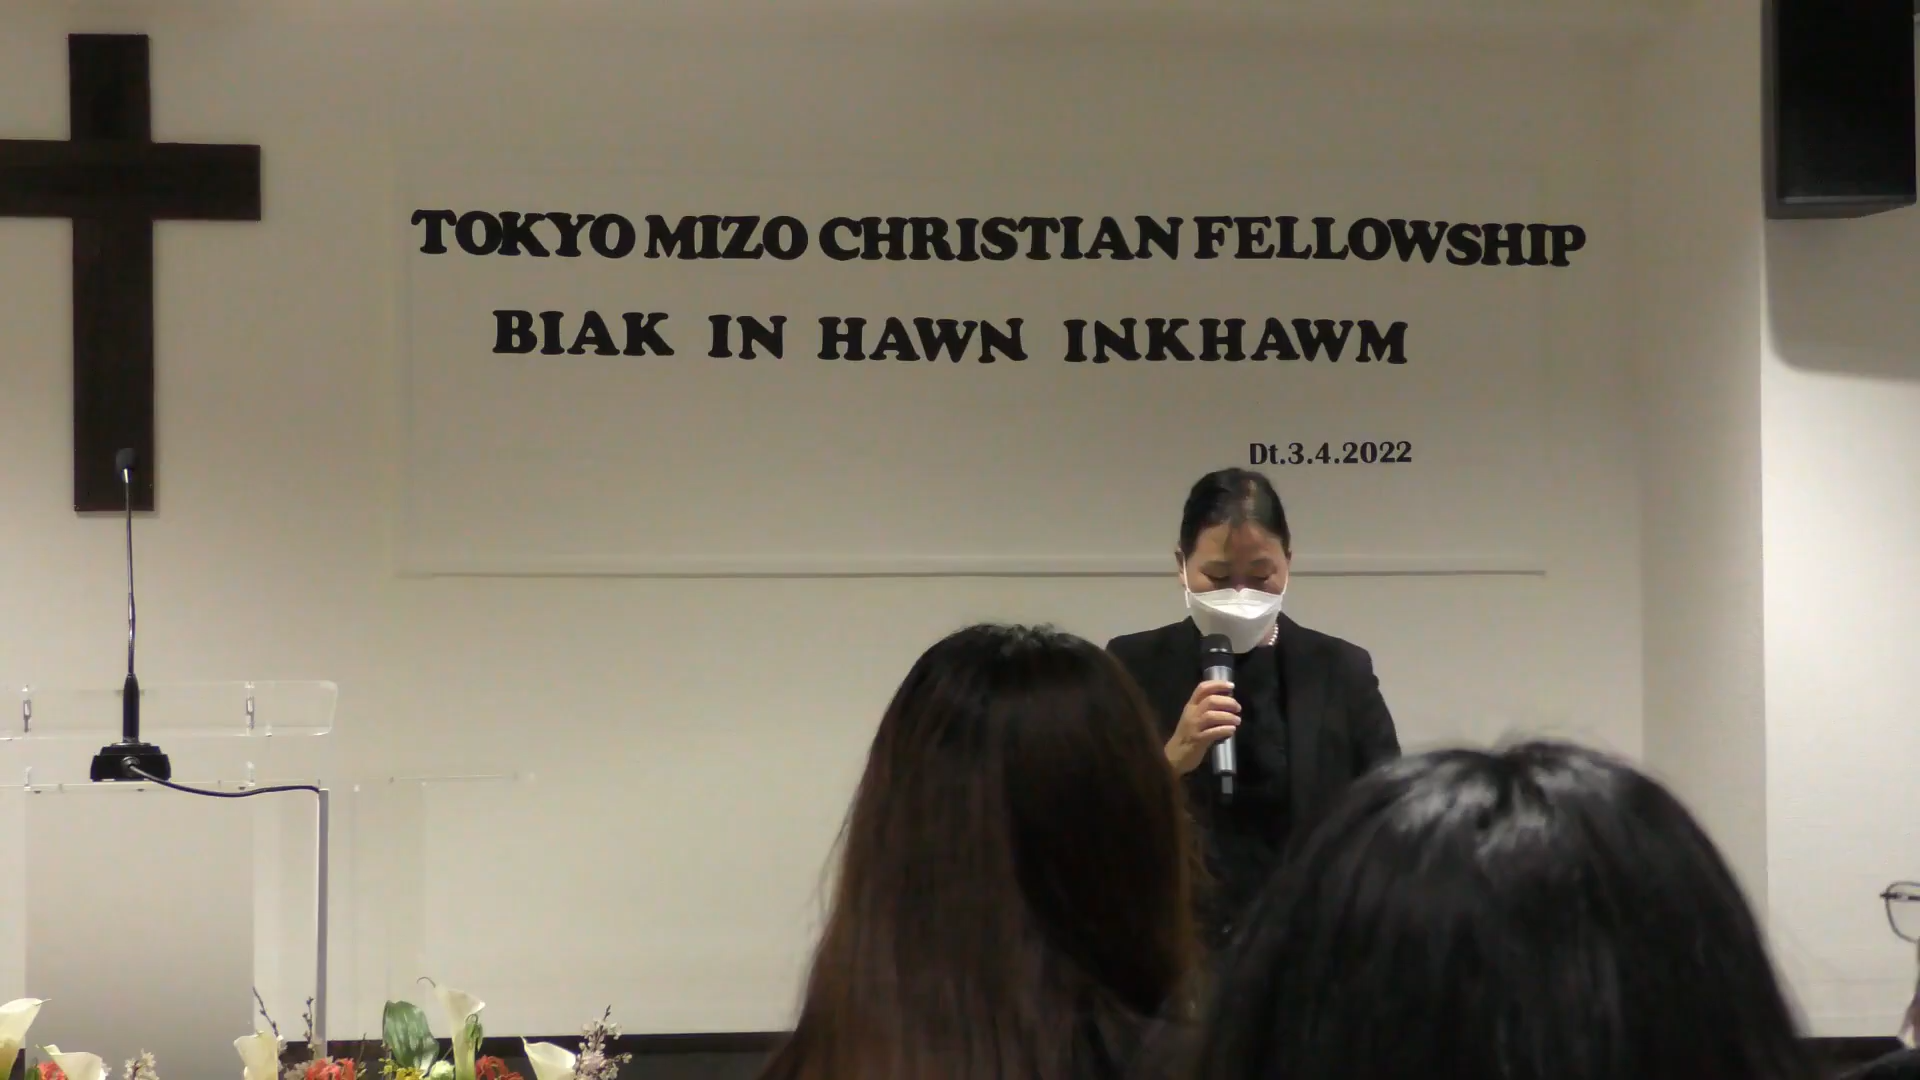 TOKYO MIZO CHRISTIAN FELLOWSHIP
BIAK IN HAWN INKHAWM
Dt.3.4.2022